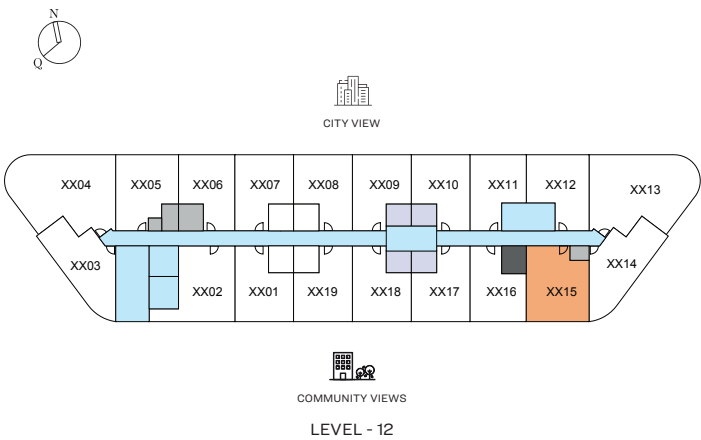 N
Q
CITY VIEW
XX04 XX05 XX06 XX07 XX08 XX09 XX10 XX11 XX12 XX13
XX03 XX14
XX02 XX01 XX19 XX18 XX17 XX16 XX15
COMMUNITY VIEWS
LEVEL - 12